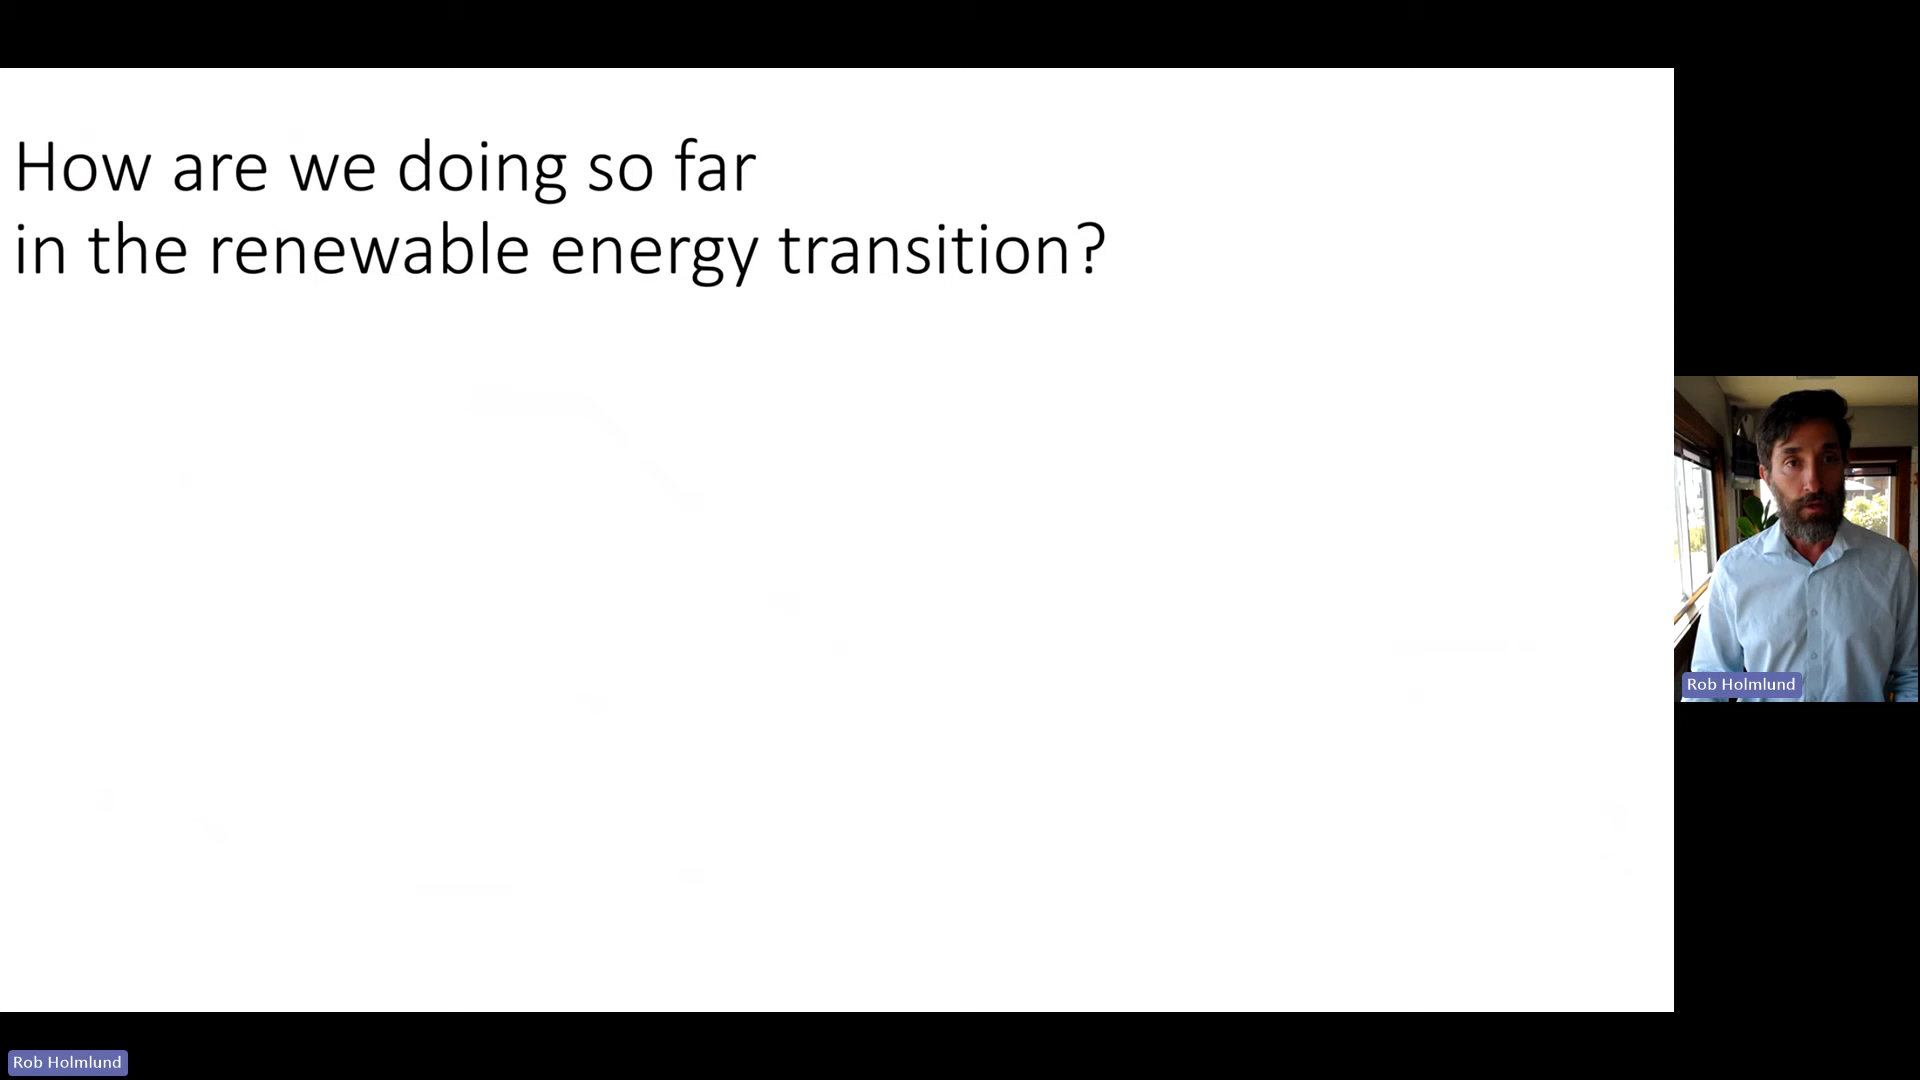 How are we doing so far
in the renewable energy transition?
Rob Holmlund
Rob Holmlund